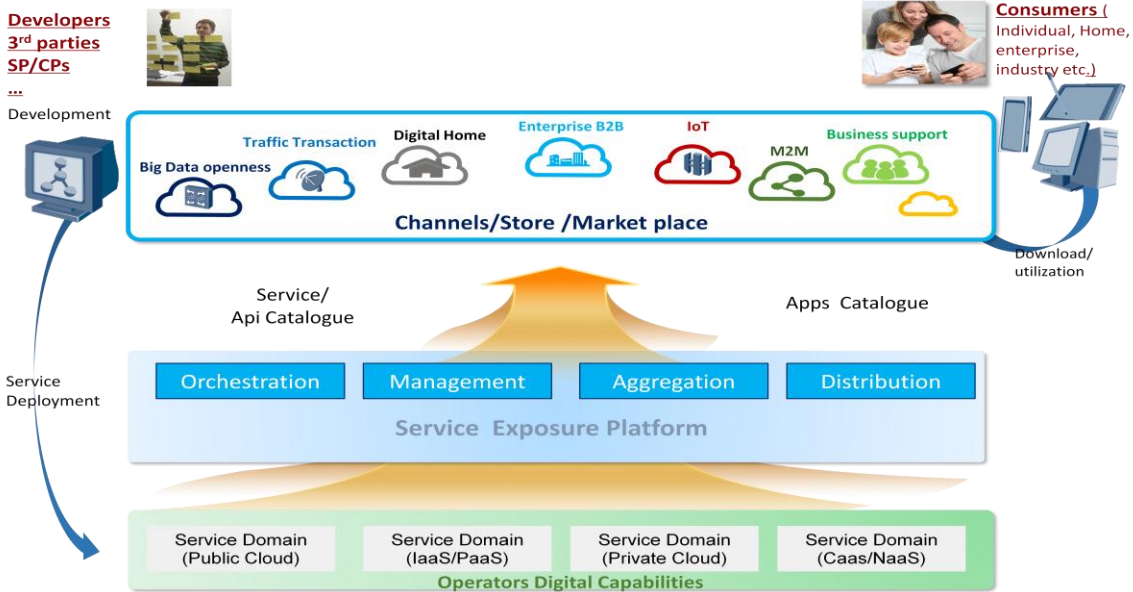 Developers
3rd parties
SP/CPs
...
Development
Consumers (
Individual, Home,
enterprise,
industry etc.)
Big Data openness
Traffic Transaction
Digital Home
Enterprise B2B
IoT
M2M
Business support
Channels/Store /Market place
Download/
utilization
Service/
Api Catalogue
Apps Catalogue
Service
Deployment
Orchestration
Management
Aggregation
Distribution
Service Exposure Platform
Service Domain
(Public Cloud)
Service Domain
(IaaS/PaaS)
Service Domain
(Private Cloud)
Service Domain
(Caas/NaaS)
Operators Digital Capabilities